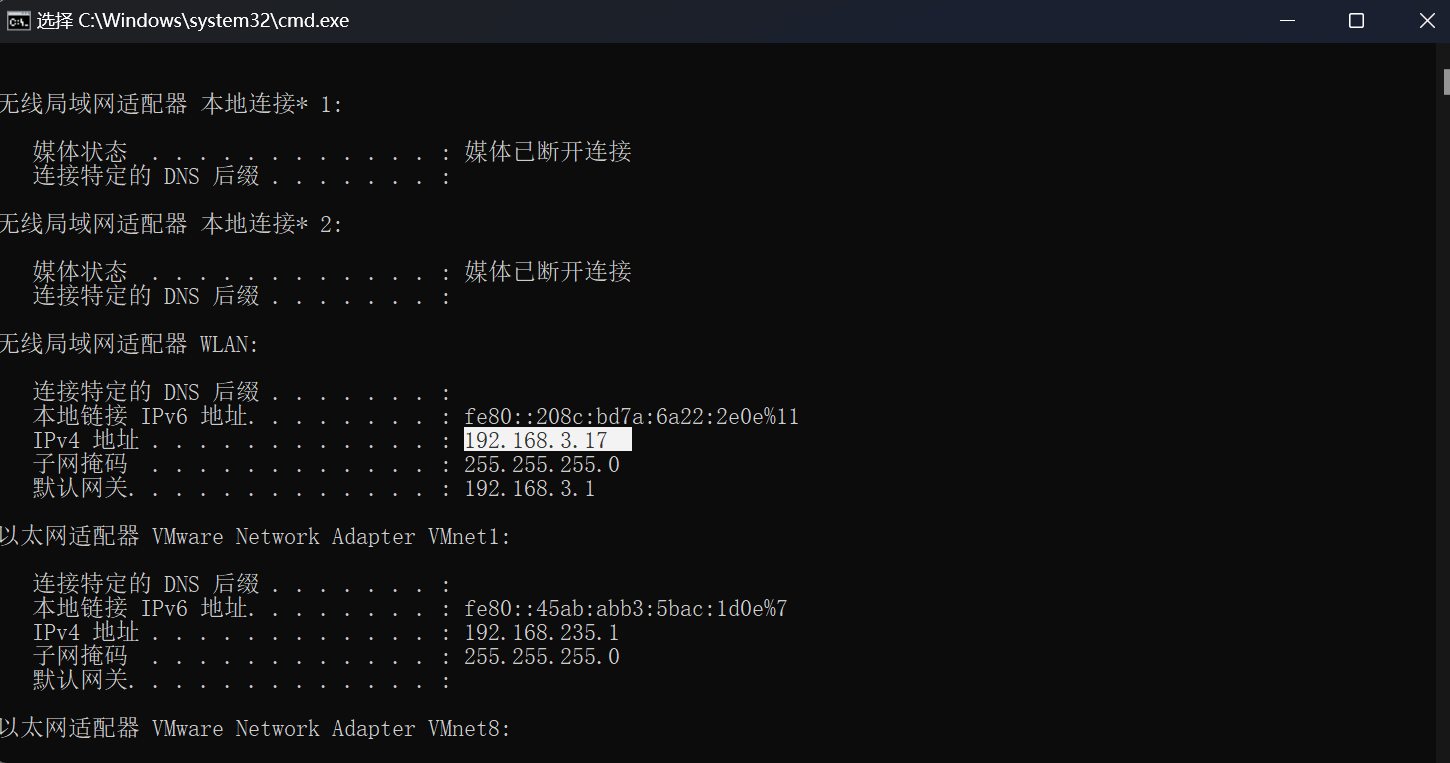 选择 C:\Windows\system32\cmd.exe
无线局域网适配器 本地连接* 1:
媒体状态  . . . . . . . . . . . . : 媒体已断开连接
连接特定的 DNS 后缀 . . . . . . . :
无线局域网适配器 本地连接* 2:
媒体状态  . . . . . . . . . . . . : 媒体已断开连接
连接特定的 DNS 后缀 . . . . . . . :
无线局域网适配器 WLAN:
连接特定的 DNS 后缀 . . . . . . . :
本地链接 IPv6 地址. . . . . . . . : fe80::208c:bd7a:6a22:2e0e%11
IPv4 地址 . . . . . . . . . . . . : 192.168.3.17
子网掩码  . . . . . . . . . . . . : 255.255.255.0
默认网关. . . . . . . . . . . . . : 192.168.3.1
以太网适配器 VMware Network Adapter VMnet1:
连接特定的 DNS 后缀 . . . . . . . :
本地链接 IPv6 地址. . . . . . . . : fe80::45ab:abb3:5bac:1d0e%7
IPv4 地址 . . . . . . . . . . . . : 192.168.235.1
子网掩码  . . . . . . . . . . . . : 255.255.255.0
默认网关. . . . . . . . . . . . . :
以太网适配器 VMware Network Adapter VMnet8: